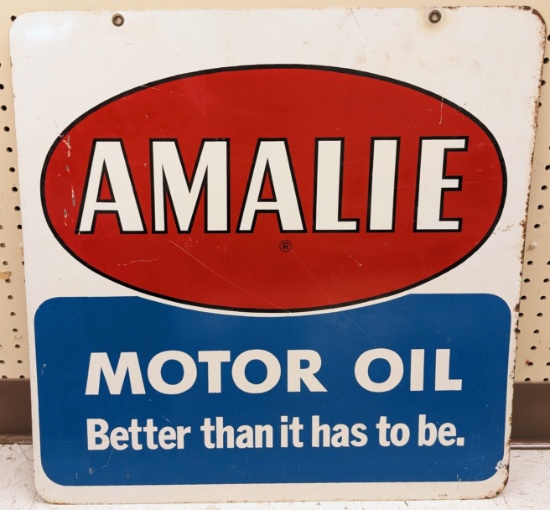 AMALIE
®
MOTOR OIL
Better than it has to be.